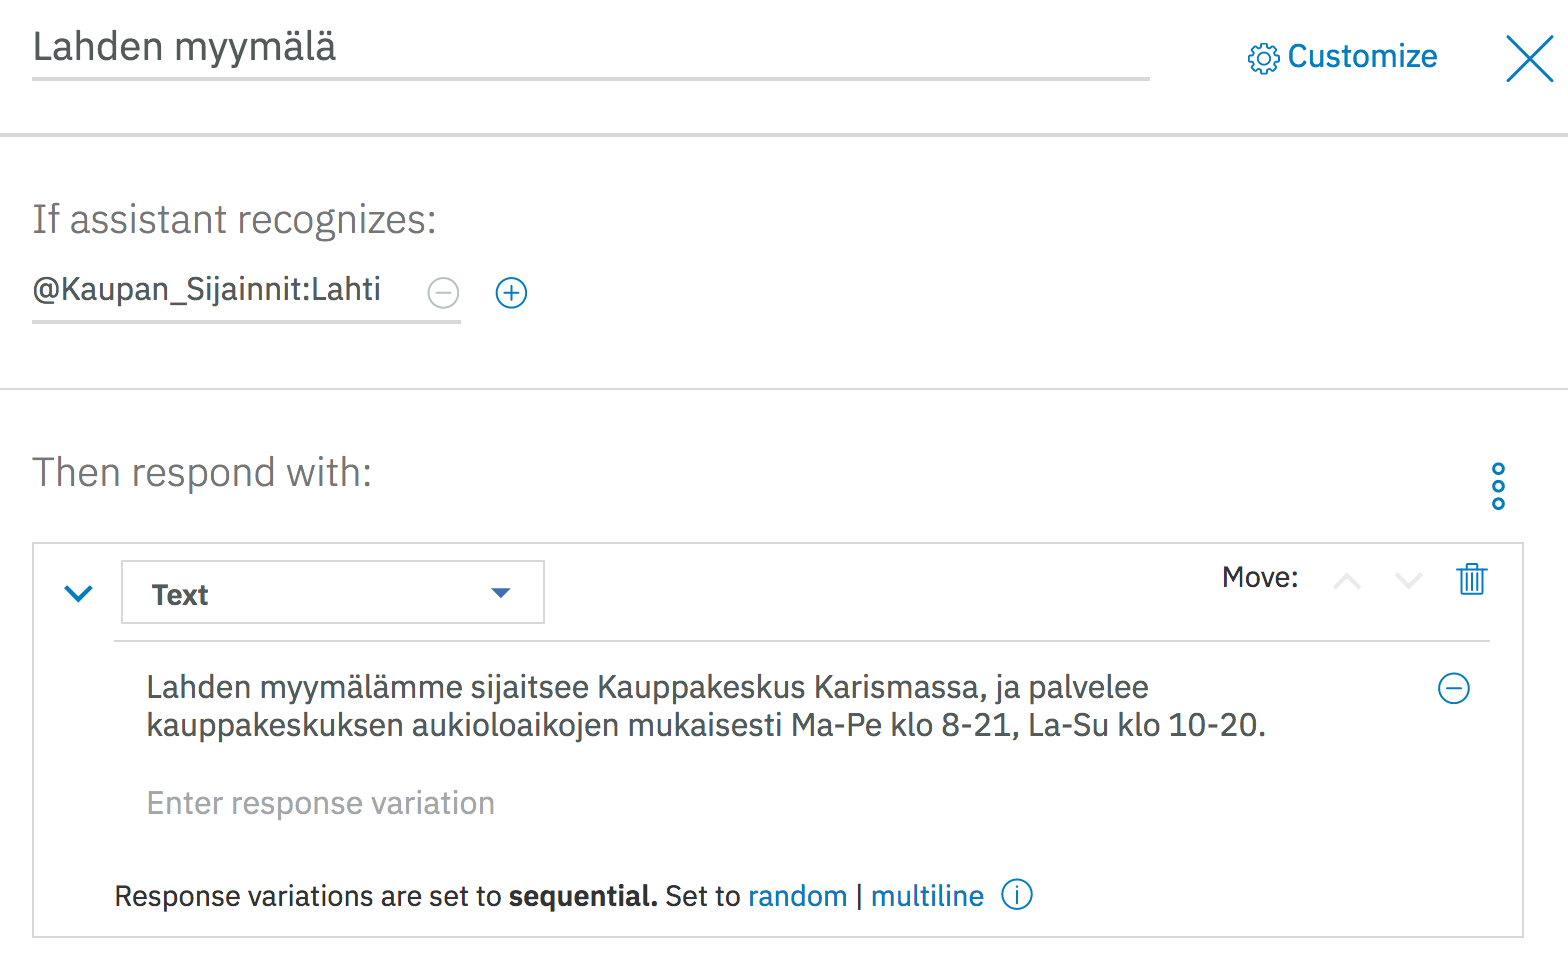 Lahden myymälä
Customize
If assistant recognizes:
@Kaupan_Sijainnit:Lahti
Then respond with:
Text
Move:
Lahden myymälämme sijaitsee Kauppakeskus Karismassa, ja palvelee
kauppakeskuksen aukioloaikojen mukaisesti Ma-Pe klo 8-21, La-Su klo 10-20.
Enter response variation
Response variations are set to sequential. Set to random | multiline